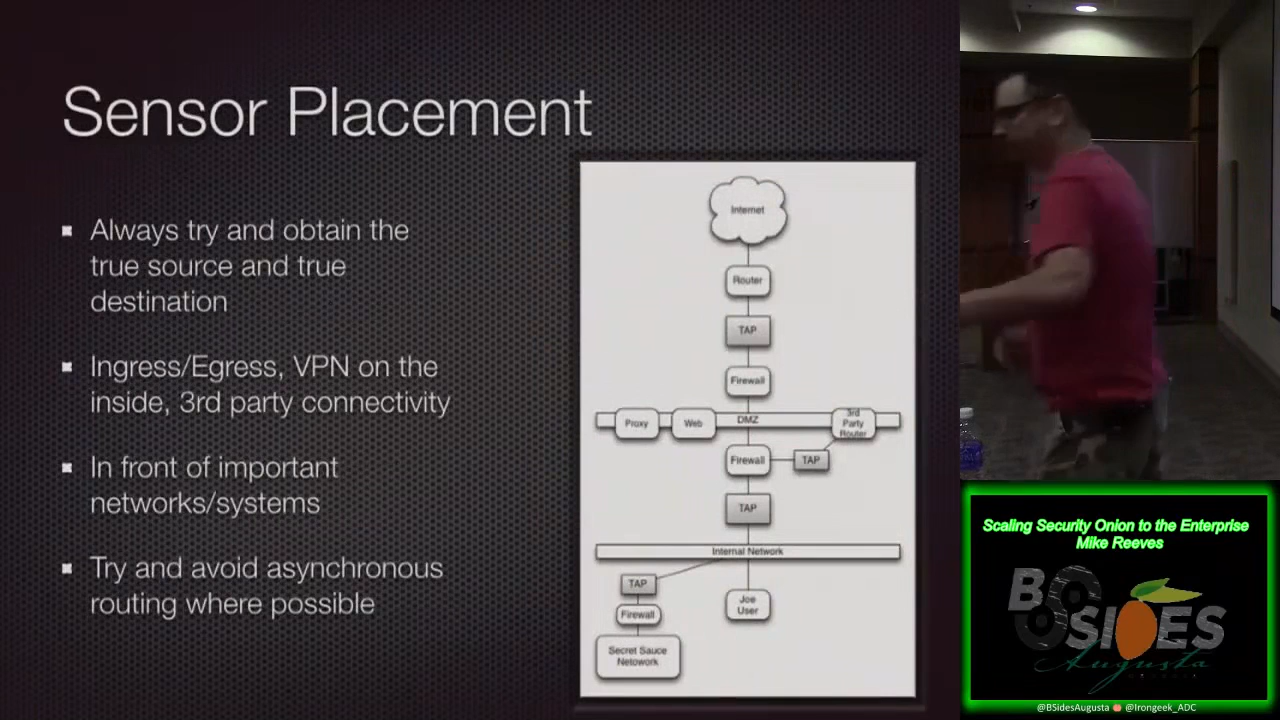 Sensor Placement
Always try and obtain the
true source and true
destination
Ingress/Egress, VPN on the
inside, 3rd party connectivity
In front of important
networks/systems
Try and avoid asynchronous
routing where possible
Internet
Router
TAP
Firewall
DMZ
Proxy
Web
3rd
Party
Router
Firewall
TAP
TAP
Internal Network
TAP
Firewall
Secret Sauce
Netowork
Joe
User
Scaling Security Onion to the Enterprise
Mike Reeves
BSIDES
Augusta
@BSidesAugusta @Irongeek_ADC